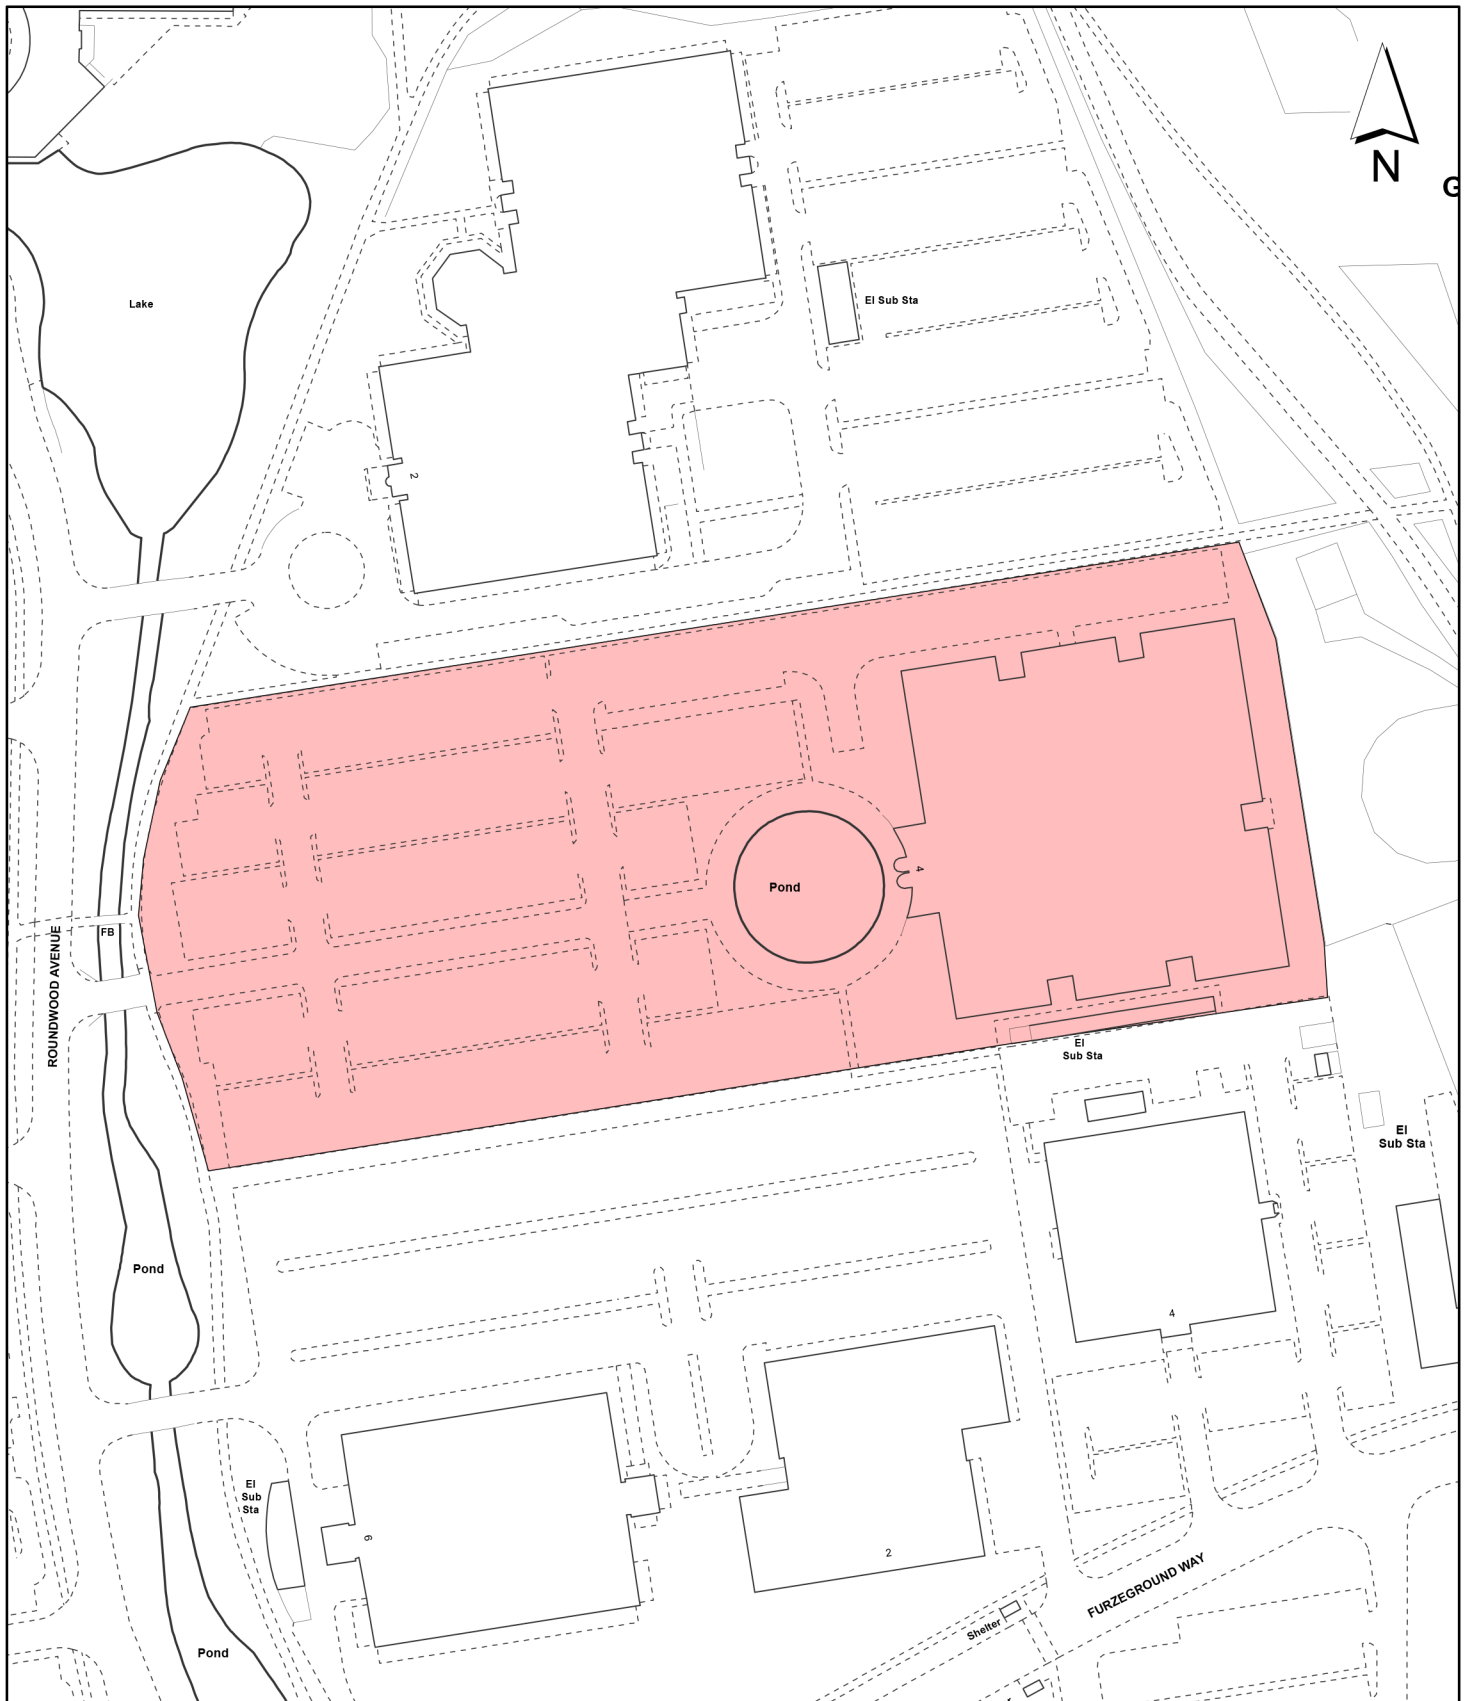 N
G
Lake
El Sub Sta
2
Pond
4
FB
ROUNDWOOD AVENUE
El
Sub Sta
El
Sub Sta
Pond
4
El
Sub
Sta
6
2
FURZEGROUND WAY
Shelter
Pond